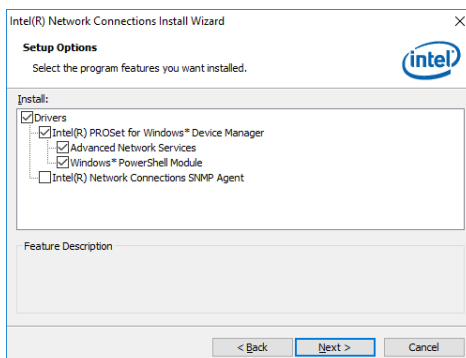 Intel(R) Network Connections Install Wizard
Setup Options
Select the program features you want installed.
intel
Install:
Drivers
Intel(R) PROSet for Windows* Device Manager
Advanced Network Services
Windows* PowerShell Module
Intel(R) Network Connections SNMP Agent
Feature Description
< Back
Next >
Cancel